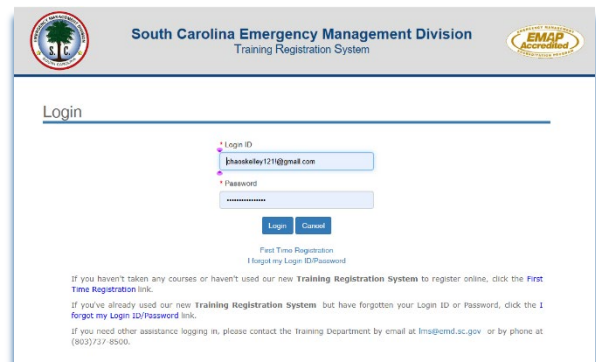 South Carolina Emergency Management Division
Training Registration System
S. C.
EMAP
Accredited
Login
* Login ID
* Password
••••••••••••••••
Login Cancel
First Time Registration
I forgot my Login ID/Password
If you haven't taken any courses or haven't used our new Training Registration System to register online, click the First
Time Registration link.
If you've already used our new Training Registration System but have forgotten your Login ID or Password, click the I
forgot my Login ID/Password link.
If you need other assistance logging in, please contact the Training Department by email at lms@emd.sc.gov or by phone at
(803)737-8500.